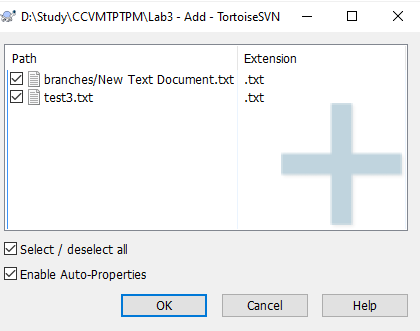 D:\Study\CCVMTPTPM\Lab3 - Add - TortoiseSVN
Path Extension
branches/New Text Document.txt .txt
test3.txt .txt
Select / deselect all
Enable Auto-Properties
OK Cancel Help